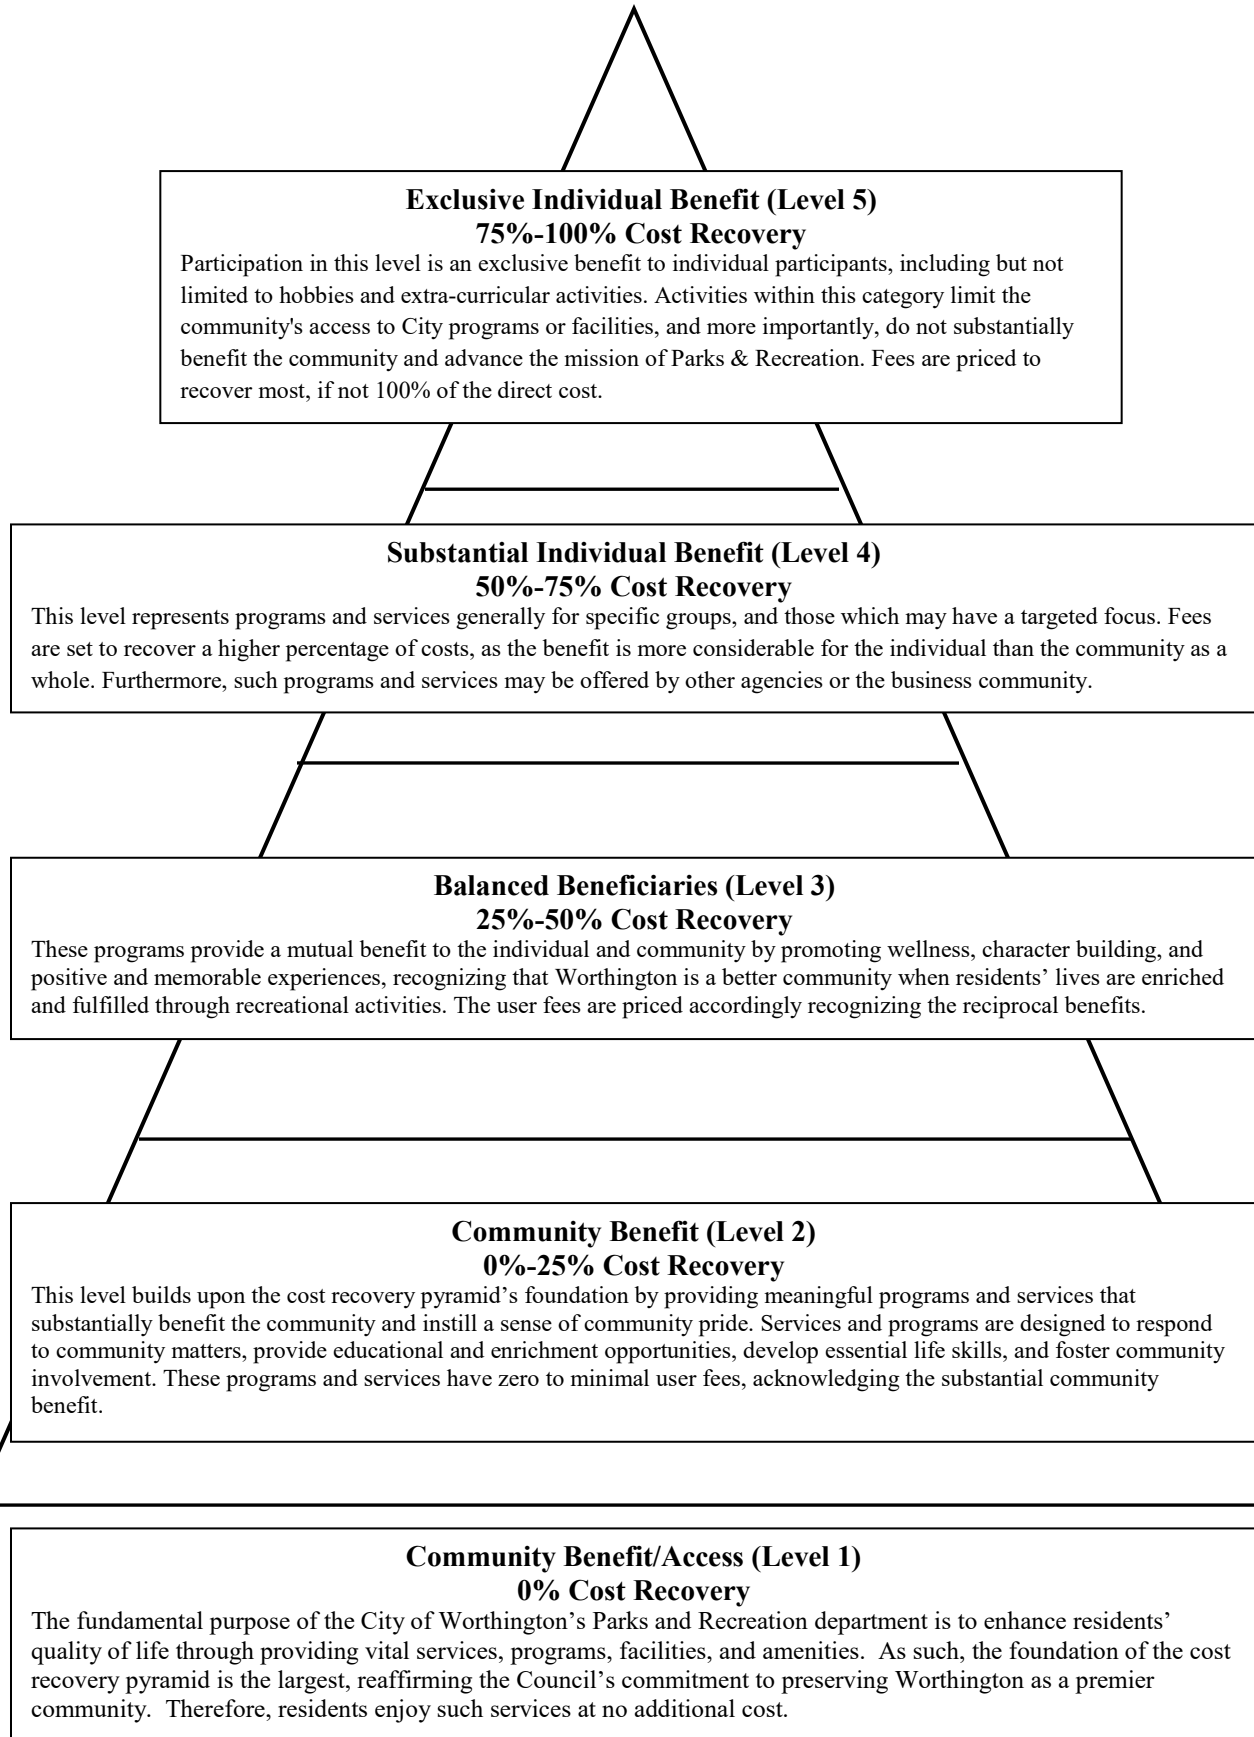 Exclusive Individual Benefit (Level 5)
75%-100% Cost Recovery
Participation in this level is an exclusive benefit to individual participants, including but not
limited to hobbies and extra-curricular activities. Activities within this category limit the
community's access to City programs or facilities, and more importantly, do not substantially
benefit the community and advance the mission of Parks & Recreation. Fees are priced to
recover most, if not 100% of the direct cost.
Substantial Individual Benefit (Level 4)
50%-75% Cost Recovery
This level represents programs and services generally for specific groups, and those which may have a targeted focus. Fees
are set to recover a higher percentage of costs, as the benefit is more considerable for the individual than the community as a
whole. Furthermore, such programs and services may be offered by other agencies or the business community.
Balanced Beneficiaries (Level 3)
25%-50% Cost Recovery
These programs provide a mutual benefit to the individual and community by promoting wellness, character building, and
positive and memorable experiences, recognizing that Worthington is a better community when residents’ lives are enriched
and fulfilled through recreational activities. The user fees are priced accordingly recognizing the reciprocal benefits.
Community Benefit (Level 2)
0%-25% Cost Recovery
This level builds upon the cost recovery pyramid’s foundation by providing meaningful programs and services that
substantially benefit the community and instill a sense of community pride. Services and programs are designed to respond
to community matters, provide educational and enrichment opportunities, develop essential life skills, and foster community
involvement. These programs and services have zero to minimal user fees, acknowledging the substantial community
benefit.
Community Benefit/Access (Level 1)
0% Cost Recovery
The fundamental purpose of the City of Worthington’s Parks and Recreation department is to enhance residents’
quality of life through providing vital services, programs, facilities, and amenities.  As such, the foundation of the cost
recovery pyramid is the largest, reaffirming the Council’s commitment to preserving Worthington as a premier
community.  Therefore, residents enjoy such services at no additional cost.